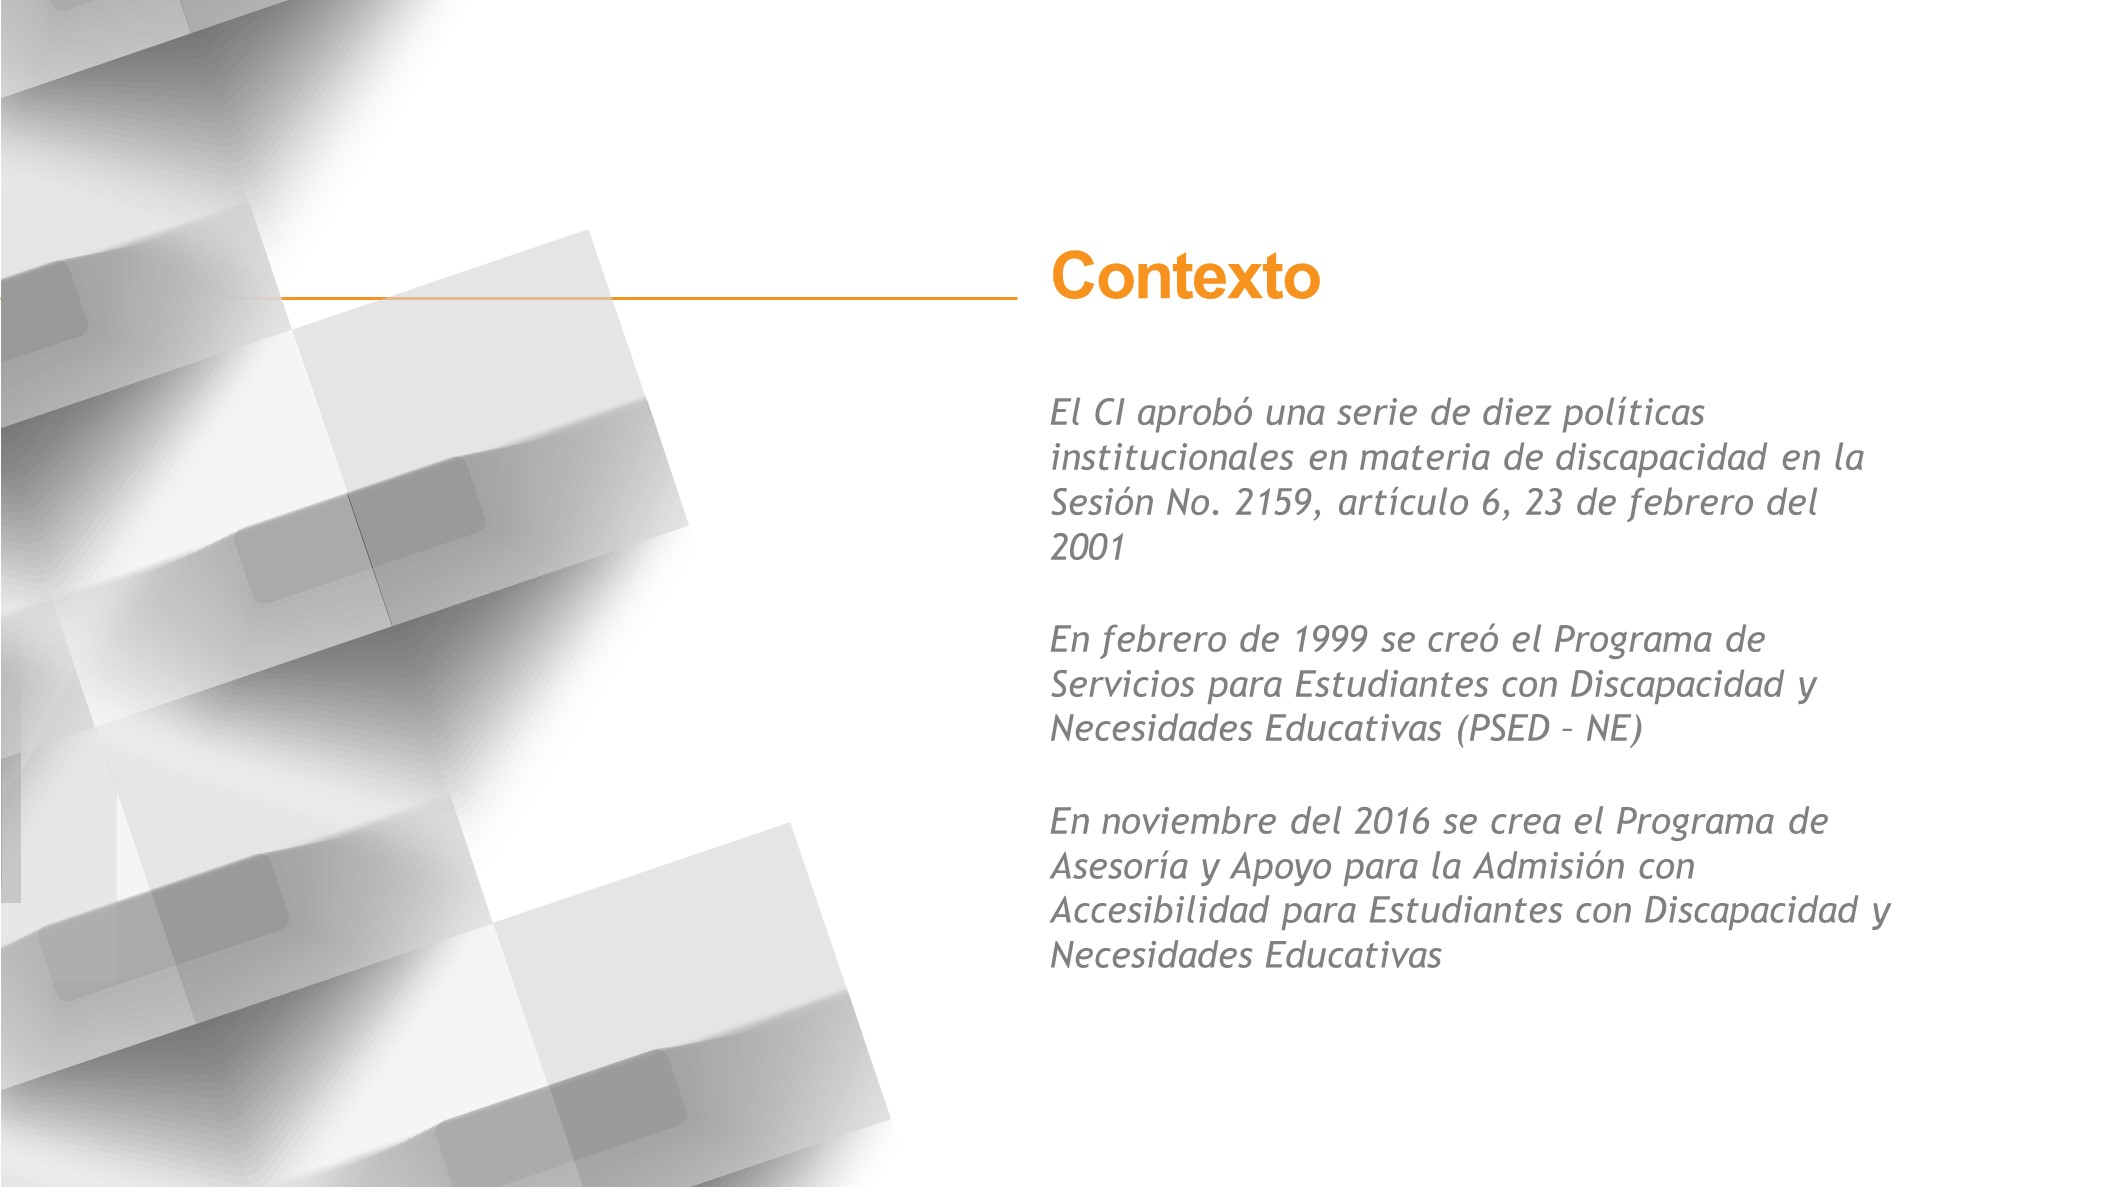 Contexto
El CI aprobó una serie de diez políticas
institucionales en materia de discapacidad en la
Sesión No. 2159, artículo 6, 23 de febrero del
2001
En febrero de 1999 se creó el Programa de
Servicios para Estudiantes con Discapacidad y
Necesidades Educativas (PSED – NE)
En noviembre del 2016 se crea el Programa de
Asesoría y Apoyo para la Admisión con
Accesibilidad para Estudiantes con Discapacidad y
Necesidades Educativas